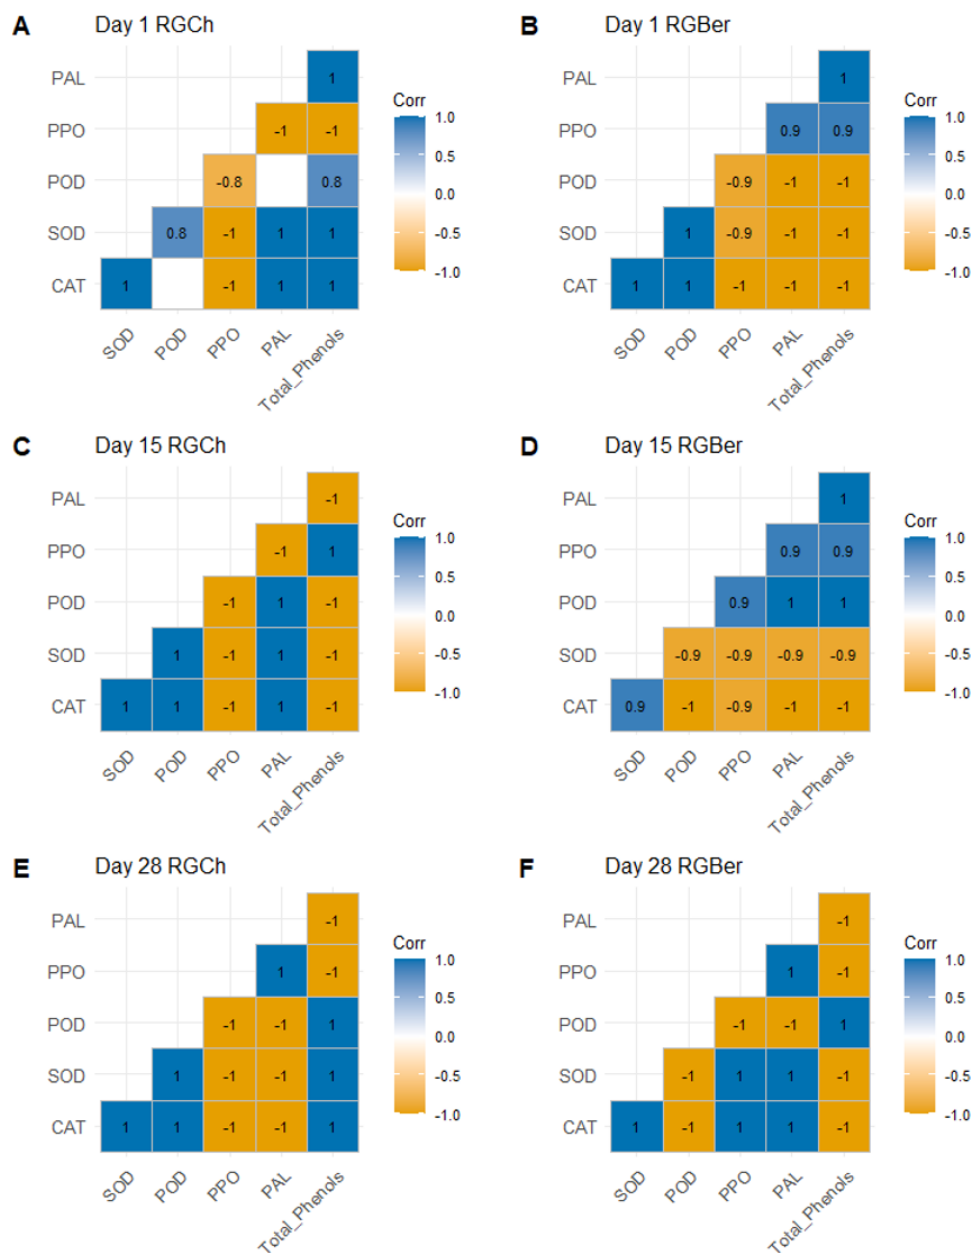 A Day 1 RGCh
PAL 1
PPO -1 -1
POD -0.8 0.8
SOD 0.8 -1 1 1
CAT 1 -1 1 1
SOD POD PPO PAL Total_Phenols
Corr
1.0
0.5
0.0
-0.5
-1.0
B Day 1 RGBer
PAL 1
PPO 0.9 0.9
POD -0.9 -1 -1
SOD 1 -0.9 -1 -1
CAT 1 1 -1 -1 -1
SOD POD PPO PAL Total_Phenols
Corr
1.0
0.5
0.0
-0.5
-1.0
C Day 15 RGCh
PAL -1
PPO -1 1
POD -1 1 -1
SOD 1 -1 1 -1
CAT 1 1 -1 1 -1
SOD POD PPO PAL Total_Phenols
Corr
1.0
0.5
0.0
-0.5
-1.0
D Day 15 RGBer
PAL 1
PPO 0.9 0.9
POD 0.9 1 1
SOD -0.9 -0.9 -0.9 -0.9
CAT 0.9 -1 -0.9 -1 -1
SOD POD PPO PAL Total_Phenols
Corr
1.0
0.5
0.0
-0.5
-1.0
E Day 28 RGCh
PAL -1
PPO 1 -1
POD -1 -1 1
SOD 1 -1 -1 1
CAT 1 1 -1 -1 1
SOD POD PPO PAL Total_Phenols
Corr
1.0
0.5
0.0
-0.5
-1.0
F Day 28 RGBer
PAL -1
PPO 1 -1
POD -1 -1 1
SOD -1 1 1 -1
CAT 1 -1 1 1 -1
SOD POD PPO PAL Total_Phenols
Corr
1.0
0.5
0.0
-0.5
-1.0